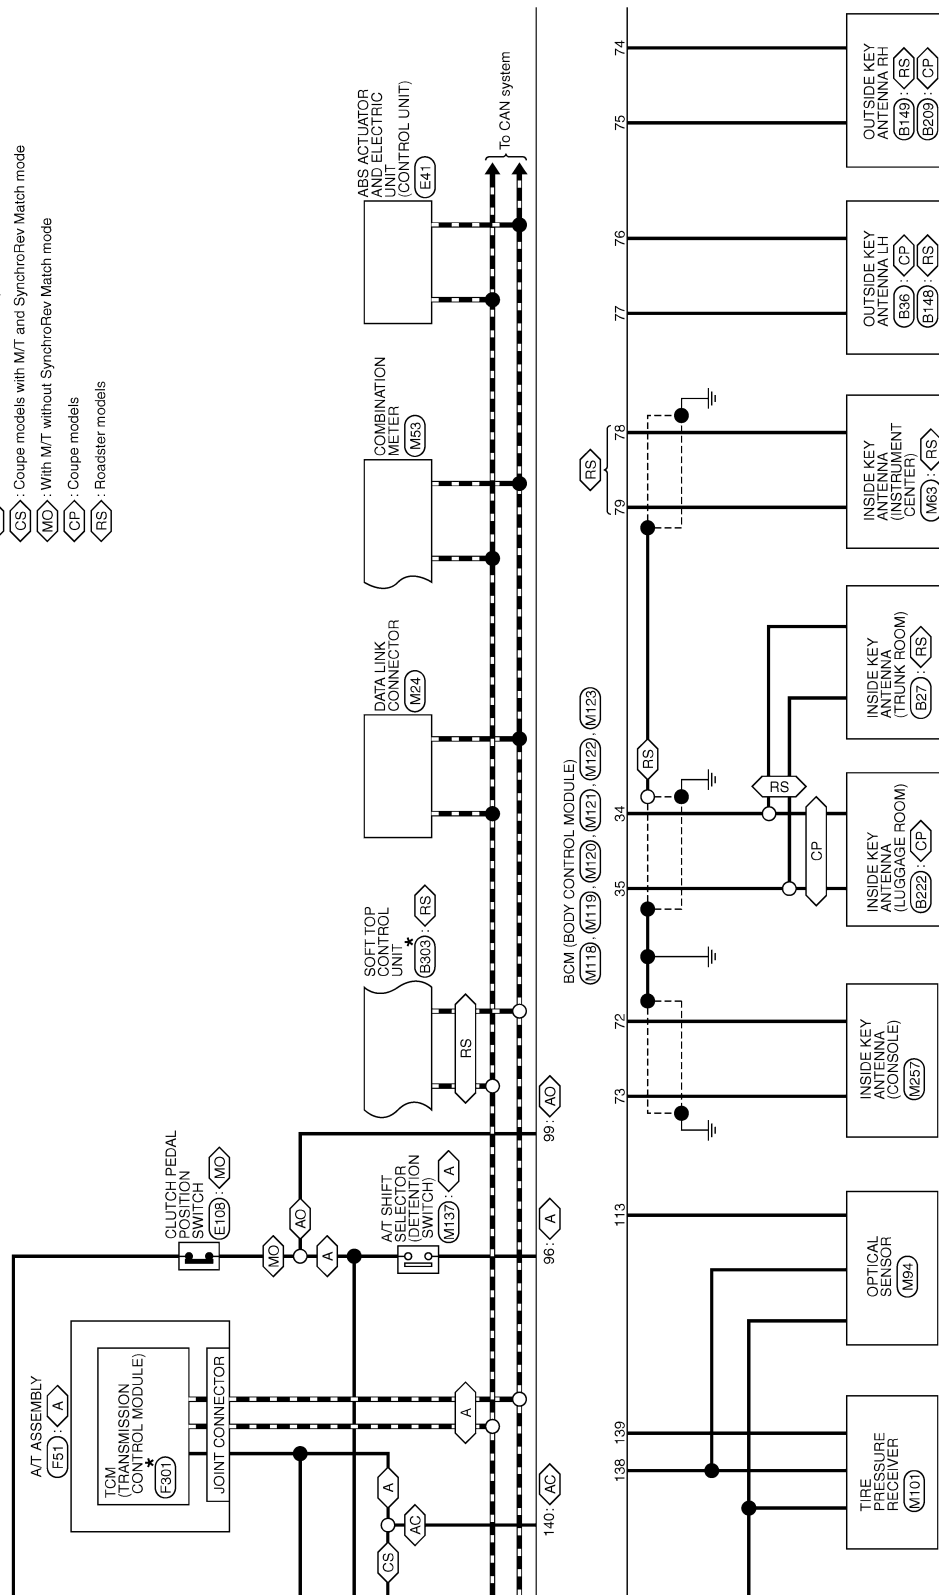 CS : Coupe models with M/T and SynchroRev Match mode
MO : With M/T without SynchroRev Match mode
CP : Coupe models
RS : Roadster models
A/T ASSEMBLY
F51 : A
TCM
(TRANSMISSION
CONTROL MODULE)
*
F301
JOINT CONNECTOR
CLUTCH PEDAL
POSITION
SWITCH
E108 : MO
MO
AO
A
A/T SHIFT
SELECTOR
(DETENTION
SWITCH)
M137 : A
SOFT TOP
CONTROL
UNIT
*
B303 : RS
RS
DATA LINK
CONNECTOR
M24
COMBINATION
METER
M53
ABS ACTUATOR
AND ELECTRIC
UNIT
(CONTROL UNIT)
E41
To CAN system
A
A
CS
AC
140 : AC
96 : A
99 : AO
BCM (BODY CONTROL MODULE)
M118 , M119 , M120 , M121 , M122 , M123
138
139
113
73
72
35
34
79
78
RS
77
76
75
74
RS
RS
CP
TIRE
PRESSURE
RECEIVER
M101
OPTICAL
SENSOR
M94
INSIDE KEY
ANTENNA
(CONSOLE)
M257
INSIDE KEY
ANTENNA
(LUGGAGE ROOM)
B222 : CP
INSIDE KEY
ANTENNA
(TRUNK ROOM)
B27 : RS
INSIDE KEY
ANTENNA
(INSTRUMENT
CENTER)
M63 : RS
OUTSIDE KEY
ANTENNA LH
B36 : CP
B148 : RS
OUTSIDE KEY
ANTENNA RH
B149 : RS
B209 : CP